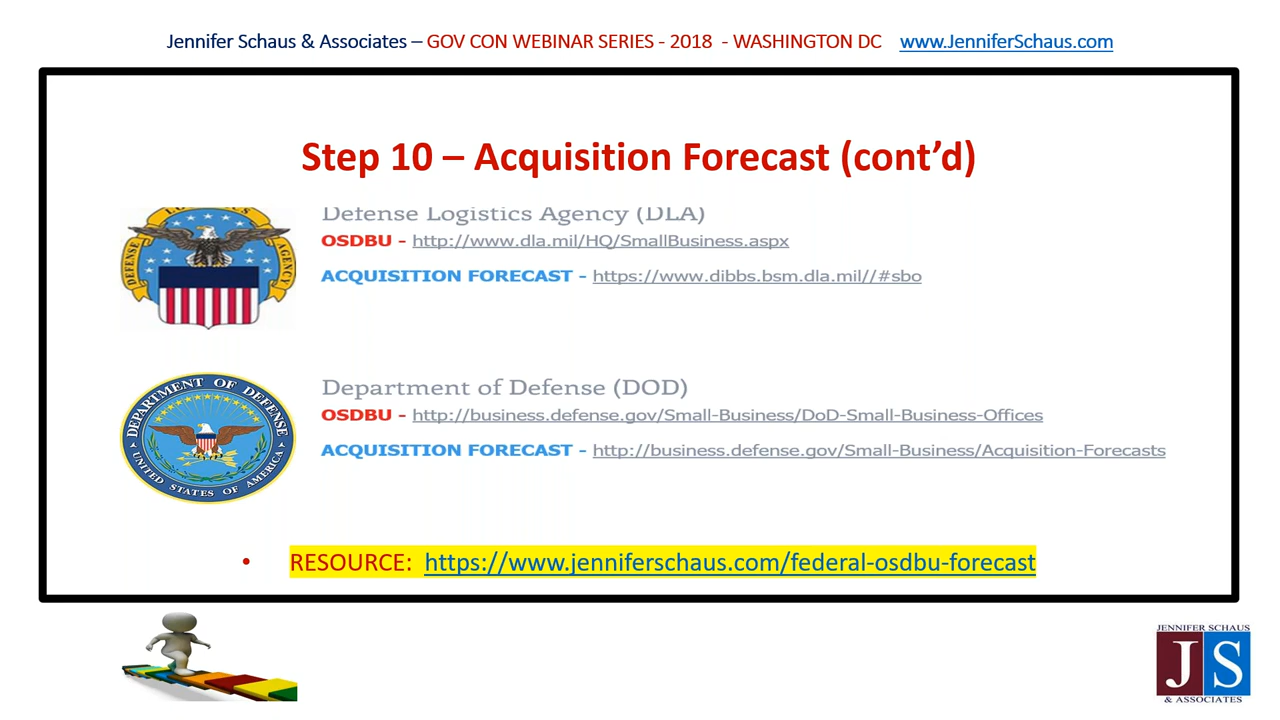 Jennifer Schaus & Associates – GOV CON WEBINAR SERIES - 2018 - WASHINGTON DC www.JenniferSchaus.com
Step 10 – Acquisition Forecast (cont’d)
DEFENSE LOGISTICS AGENCY
Defense Logistics Agency (DLA)
OSDBU - http://www.dla.mil/HQ/SmallBusiness.aspx
ACQUISITION FORECAST - https://www.dibbs.bsm.dla.mil//#sbo
DEPARTMENT OF DEFENSE
UNITED STATES OF AMERICA
Department of Defense (DOD)
OSDBU - http://business.defense.gov/Small-Business/DoD-Small-Business-Offices
ACQUISITION FORECAST - http://business.defense.gov/Small-Business/Acquisition-Forecasts
• RESOURCE: https://www.jenniferschaus.com/federal-osdbu-forecast
JENNIFER SCHAUS
JS
& ASSOCIATES